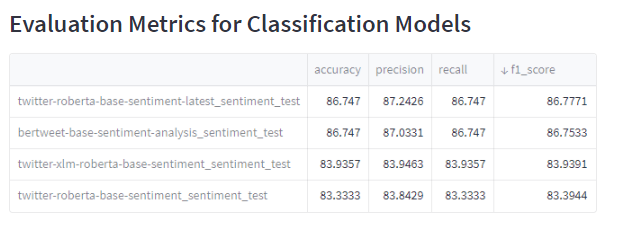 Evaluation Metrics for Classification Models
accuracy precision recall ↓ f1_score
twitter-roberta-base-sentiment-latest_sentiment_test 86.747 87.2426 86.747 86.7771
bertweet-base-sentiment-analysis_sentiment_test 86.747 87.0331 86.747 86.7533
twitter-xlm-roberta-base-sentiment_sentiment_test 83.9357 83.9463 83.9357 83.9391
twitter-roberta-base-sentiment_sentiment_test 83.3333 83.8429 83.3333 83.3944